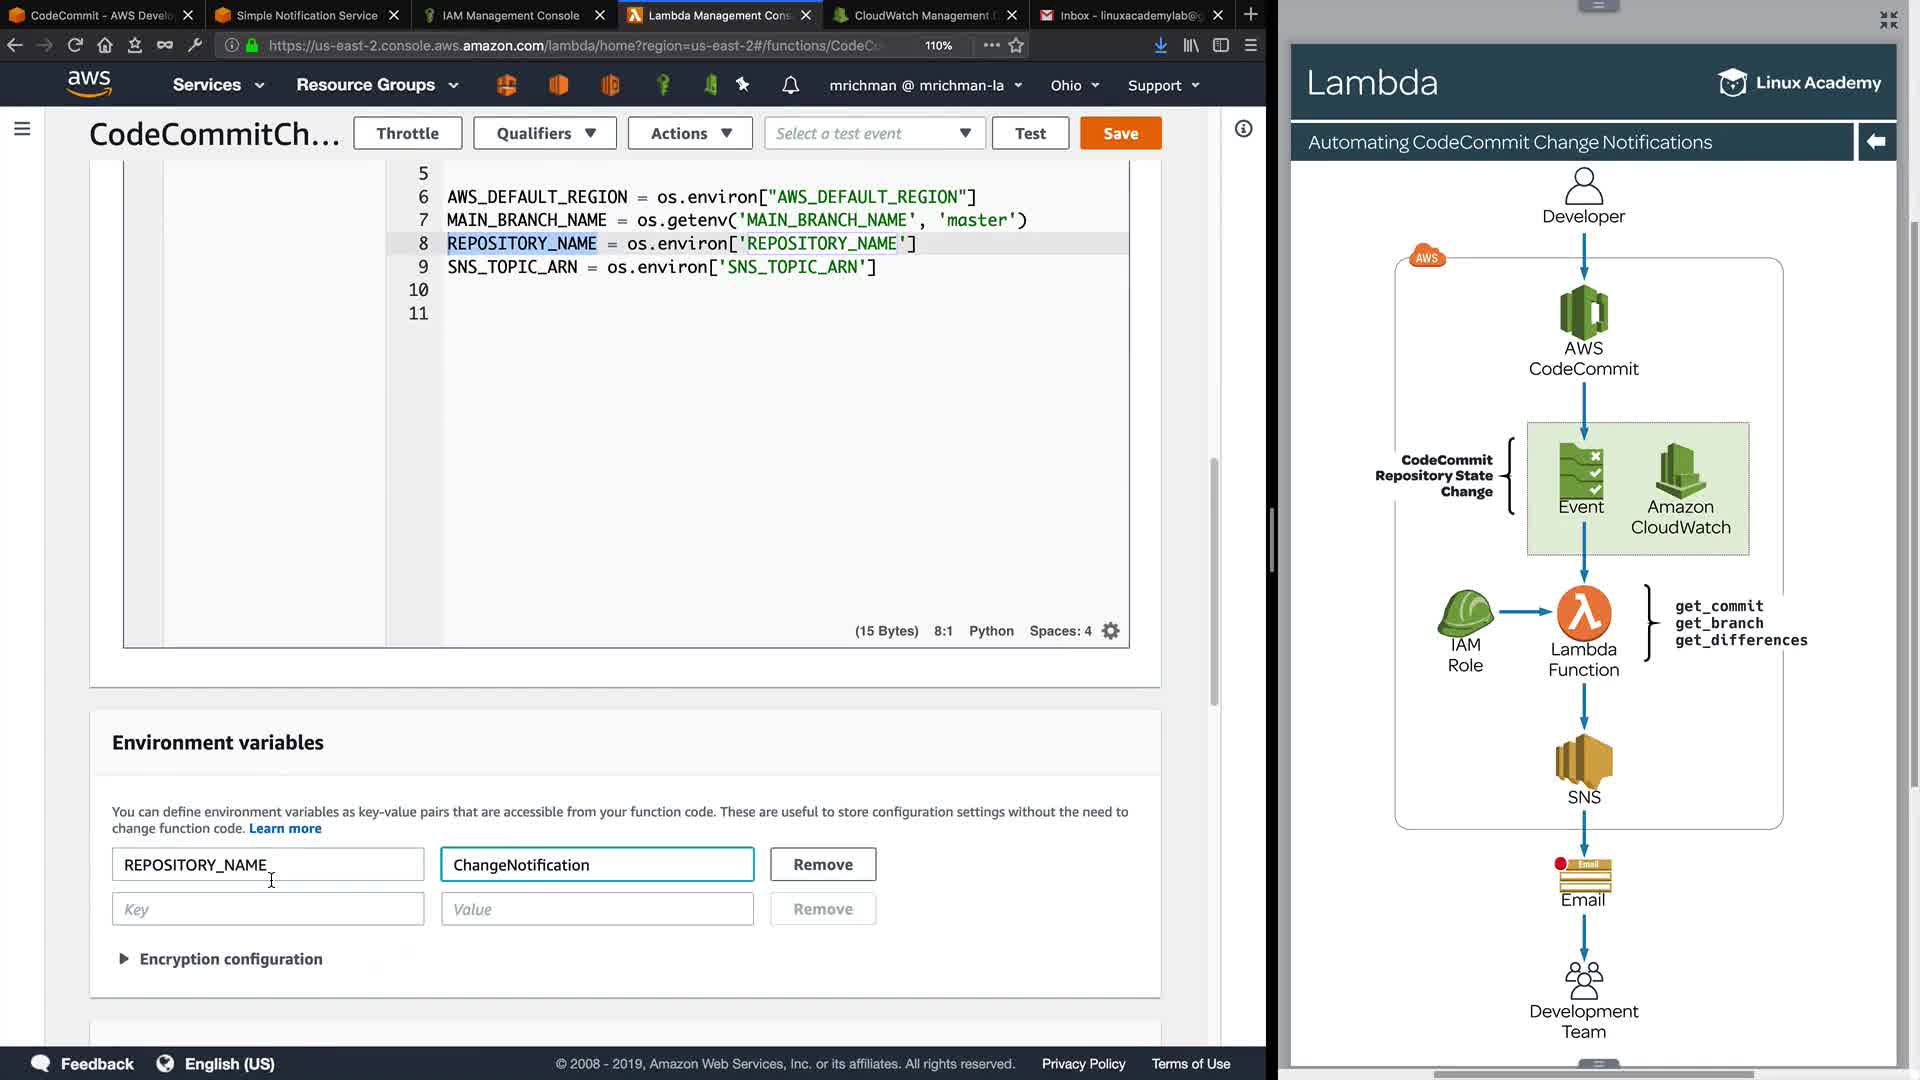 CodeCommit - AWS Develo
Simple Notification Service
IAM Management Console
Lambda Management Cons
CloudWatch Management C
Inbox - linuxacademylab@g
https://us-east-2.console.aws.amazon.com/lambda/home?region=us-east-2#/functions/CodeCo
110%
aws
Services
Resource Groups
mrichman @ mrichman-la
Ohio
Support
CodeCommitCh...
Throttle
Qualifiers
Actions
Select a test event
Test
Save
5
6 AWS_DEFAULT_REGION = os.environ["AWS_DEFAULT_REGION"]
7 MAIN_BRANCH_NAME = os.getenv('MAIN_BRANCH_NAME', 'master')
8 REPOSITORY_NAME = os.environ['REPOSITORY_NAME']
9 SNS_TOPIC_ARN = os.environ['SNS_TOPIC_ARN']
10
11
(15 Bytes) 8:1 Python Spaces: 4
Environment variables
You can define environment variables as key-value pairs that are accessible from your function code. These are useful to store configuration settings without the need to
change function code. Learn more
REPOSITORY_NAME
ChangeNotification
Remove
Key
Value
Remove
Encryption configuration
Feedback
English (US)
© 2008 - 2019, Amazon Web Services, Inc. or its affiliates. All rights reserved.
Privacy Policy
Terms of Use
Lambda
Linux Academy
Automating CodeCommit Change Notifications
Developer
AWS
AWS
CodeCommit
CodeCommit
Repository State
Change
Event
Amazon
CloudWatch
IAM
Role
Lambda
Function
get_commit
get_branch
get_differences
SNS
Email
Email
Development
Team